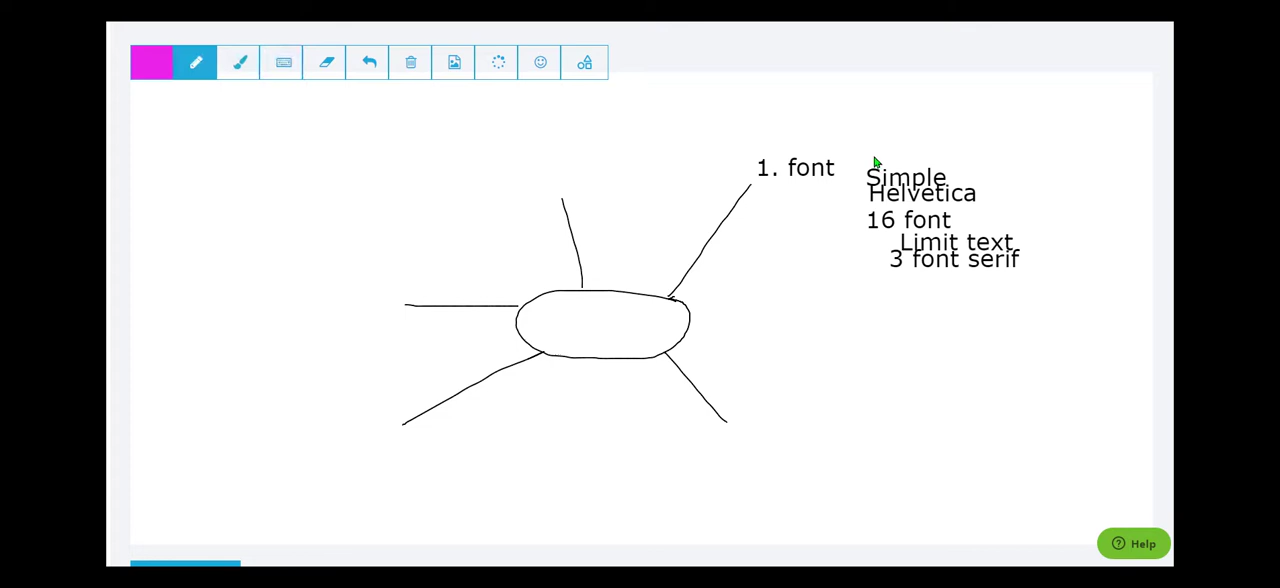 1. font
Simple
Helvetica
16 font
Limit text
3 font serif
Help